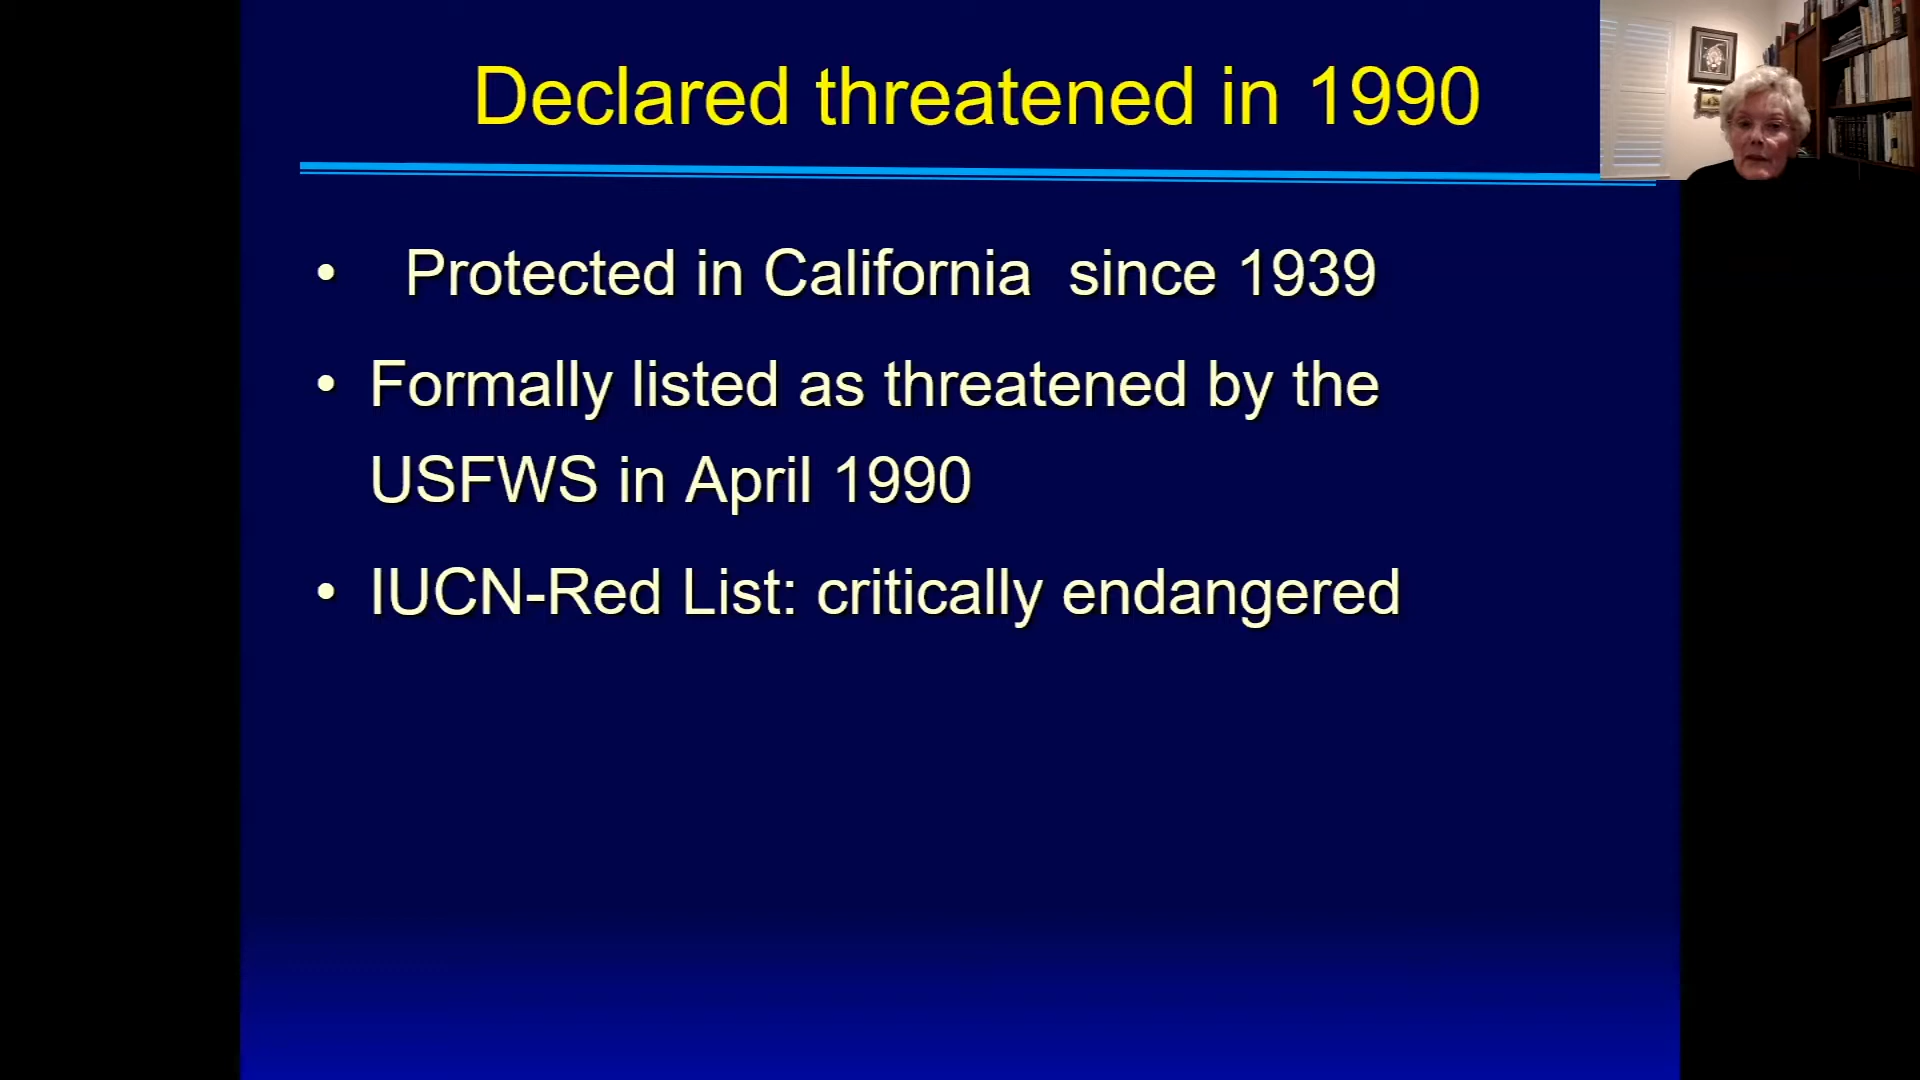 Declared threatened in 1990
• Protected in California since 1939
• Formally listed as threatened by the
USFWS in April 1990
• IUCN-Red List: critically endangered